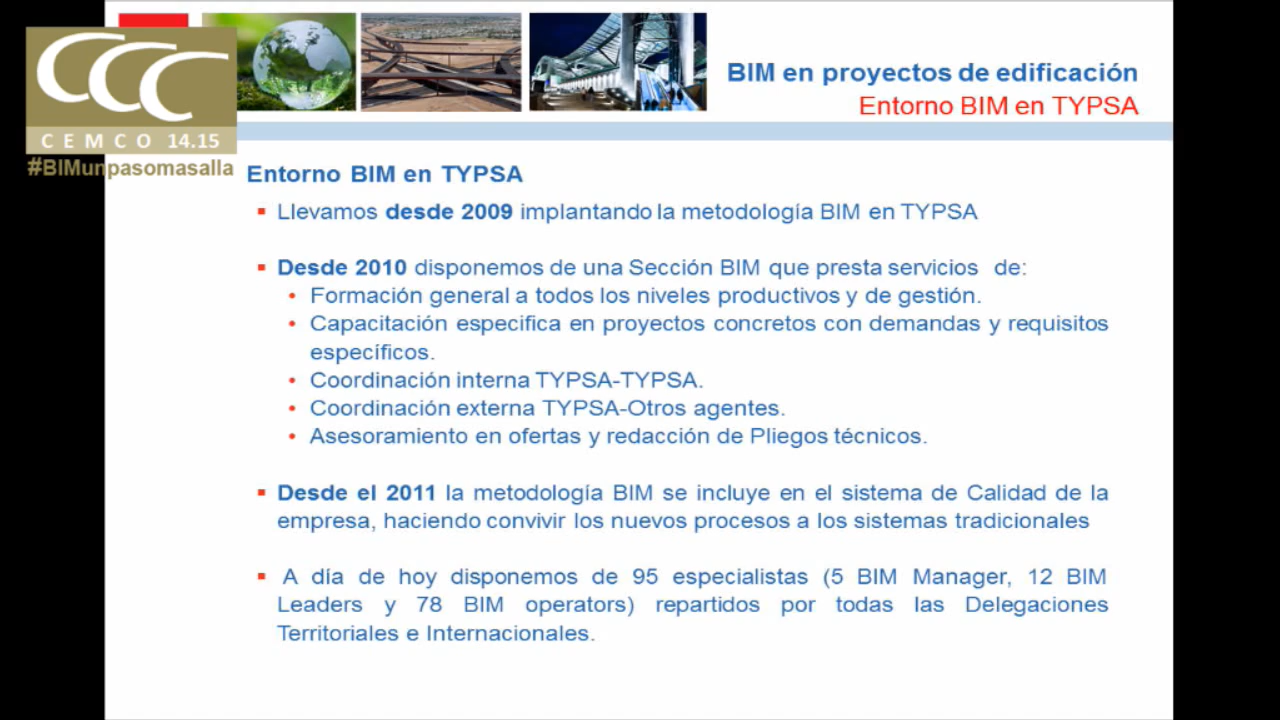 CCC
CEMCO 14.15
#BIMunpasomasalla
BIM en proyectos de edificación
Entorno BIM en TYPSA
Entorno BIM en TYPSA
Llevamos desde 2009 implantando la metodología BIM en TYPSA
Desde 2010 disponemos de una Sección BIM que presta servicios de:
Formación general a todos los niveles productivos y de gestión.
Capacitación especifica en proyectos concretos con demandas y requisitos
específicos.
Coordinación interna TYPSA-TYPSA.
Coordinación externa TYPSA-Otros agentes.
Asesoramiento en ofertas y redacción de Pliegos técnicos.
Desde el 2011 la metodología BIM se incluye en el sistema de Calidad de la
empresa, haciendo convivir los nuevos procesos a los sistemas tradicionales
A día de hoy disponemos de 95 especialistas (5 BIM Manager, 12 BIM
Leaders y 78 BIM operators) repartidos por todas las Delegaciones
Territoriales e Internacionales.